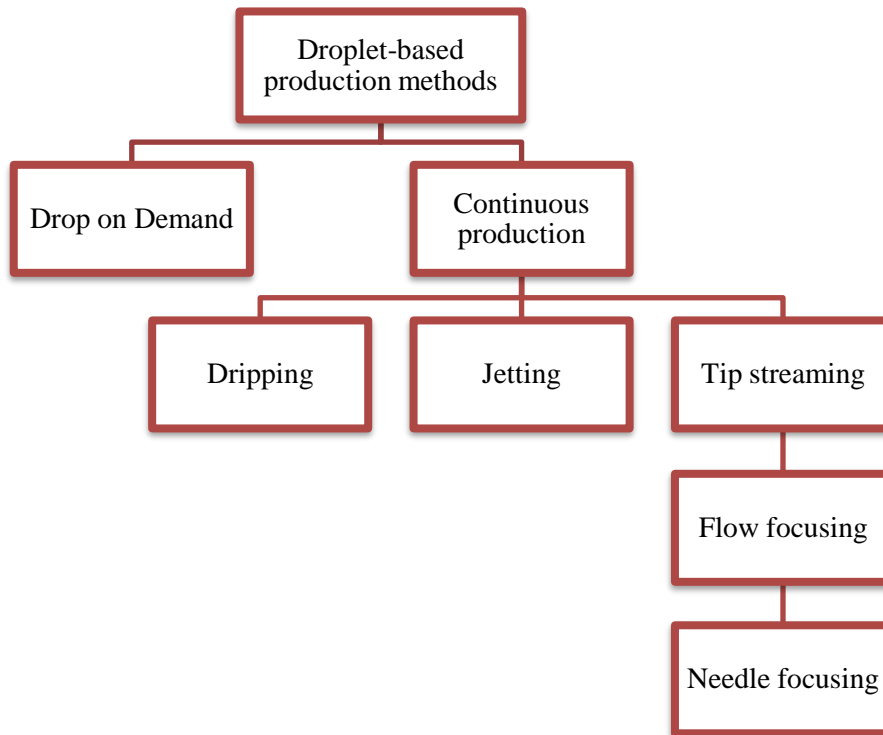 Droplet-based
production methods
Drop on Demand
Continuous
production
Dripping
Jetting
Tip streaming
Flow focusing
Needle focusing